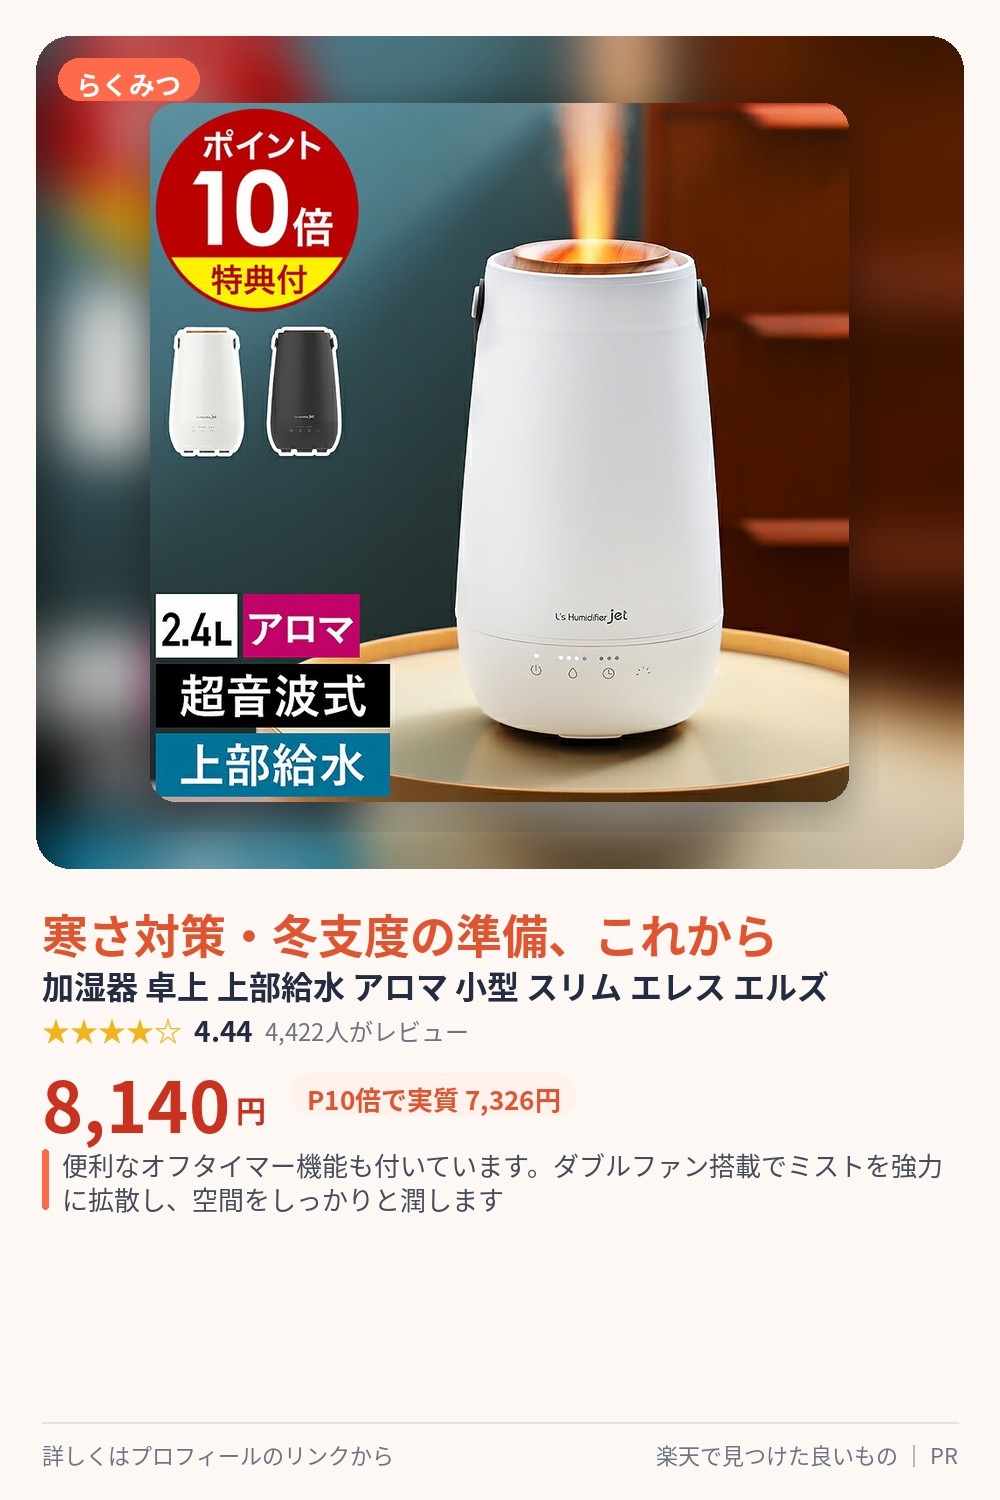 らくみつ
ポイント
10倍
特典付
2.4L アロマ
超音波式
上部給水
L's Humidifier jet
寒さ対策・冬支度の準備、これから
加湿器 卓上 上部給水 アロマ 小型 スリム エレス エルズ
★★★★☆ 4.44 4,422人がレビュー
8,140円 P10倍で実質 7,326円
便利なオフタイマー機能も付いています。ダブルファン搭載でミストを強力
に拡散し、空間をしっかりと潤します
詳しくはプロフィールのリンクから
楽天で見つけた良いもの | PR